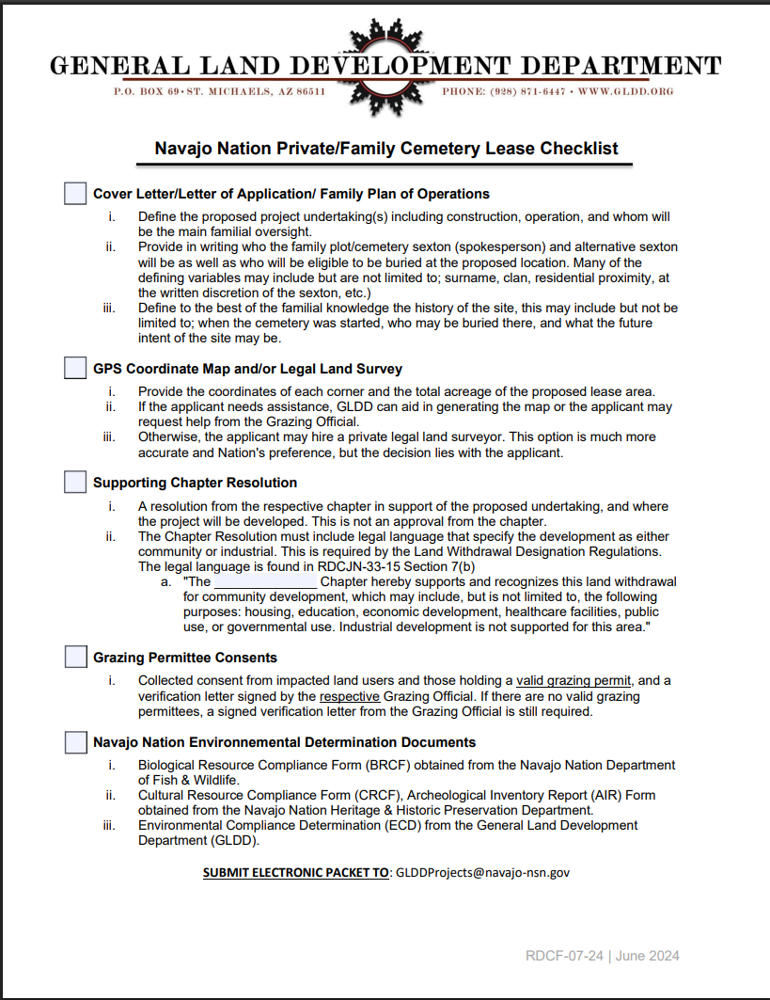 GENERAL LAND DEVELOPMENT DEPARTMENT
P.O. BOX 69 • ST. MICHAELS, AZ 86511 PHONE: (928) 871-6447 • WWW.GLDD.ORG
Navajo Nation Private/Family Cemetery Lease Checklist
Cover Letter/Letter of Application/ Family Plan of Operations
i. Define the proposed project undertaking(s) including construction, operation, and whom will
be the main familial oversight.
ii. Provide in writing who the family plot/cemetery sexton (spokesperson) and alternative sexton
will be as well as who will be eligible to be buried at the proposed location. Many of the
defining variables may include but are not limited to; surname, clan, residential proximity, at
the written discretion of the sexton, etc.)
iii. Define to the best of the familial knowledge the history of the site, this may include but not be
limited to; when the cemetery was started, who may be buried there, and what the future
intent of the site may be.
GPS Coordinate Map and/or Legal Land Survey
i. Provide the coordinates of each corner and the total acreage of the proposed lease area.
ii. If the applicant needs assistance, GLDD can aid in generating the map or the applicant may
request help from the Grazing Official.
iii. Otherwise, the applicant may hire a private legal land surveyor. This option is much more
accurate and Nation's preference, but the decision lies with the applicant.
Supporting Chapter Resolution
i. A resolution from the respective chapter in support of the proposed undertaking, and where
the project will be developed. This is not an approval from the chapter.
ii. The Chapter Resolution must include legal language that specify the development as either
community or industrial. This is required by the Land Withdrawal Designation Regulations.
The legal language is found in RDCJN-33-15 Section 7(b)
a. "The ______________ Chapter hereby supports and recognizes this land withdrawal
for community development, which may include, but is not limited to, the following
purposes: housing, education, economic development, healthcare facilities, public
use, or governmental use. Industrial development is not supported for this area."
Grazing Permittee Consents
i. Collected consent from impacted land users and those holding a valid grazing permit, and a
verification letter signed by the respective Grazing Official. If there are no valid grazing
permittees, a signed verification letter from the Grazing Official is still required.
Navajo Nation Environnemental Determination Documents
i. Biological Resource Compliance Form (BRCF) obtained from the Navajo Nation Department
of Fish & Wildlife.
ii. Cultural Resource Compliance Form (CRCF), Archeological Inventory Report (AIR) Form
obtained from the Navajo Nation Heritage & Historic Preservation Department.
iii. Environmental Compliance Determination (ECD) from the General Land Development
Department (GLDD).
SUBMIT ELECTRONIC PACKET TO: GLDDProjects@navajo-nsn.gov
RDCF-07-24 | June 2024